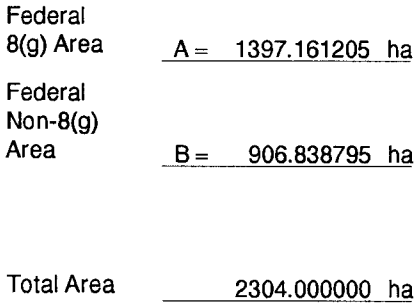 Federal
8(g) Area A = 1397.161205 ha
Federal
Non-8(g)
Area B = 906.838795 ha
Total Area 2304.000000 ha